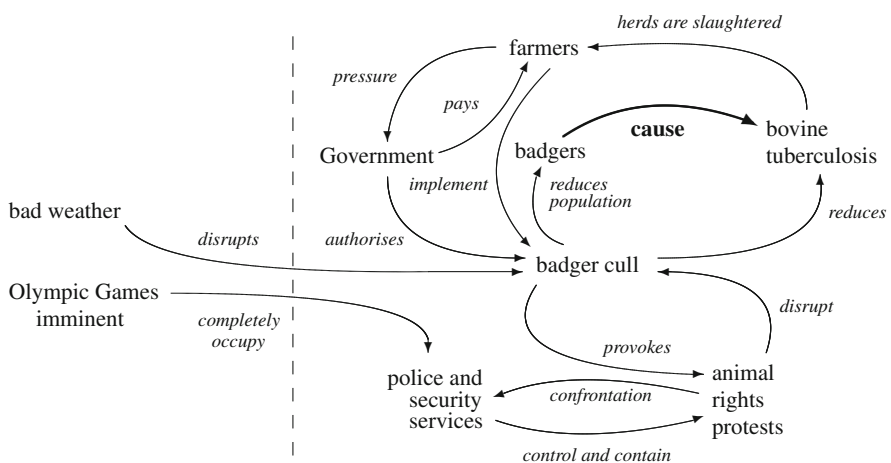 herds are slaughtered
farmers
pressure
pays
cause
bovine
tuberculosis
Government
badgers
implement
reduces
population
bad weather
disrupts
authorises
reduces
badger cull
Olympic Games
imminent
completely
occupy
disrupt
provokes
police and
security
services
confrontation
animal
rights
protests
control and contain